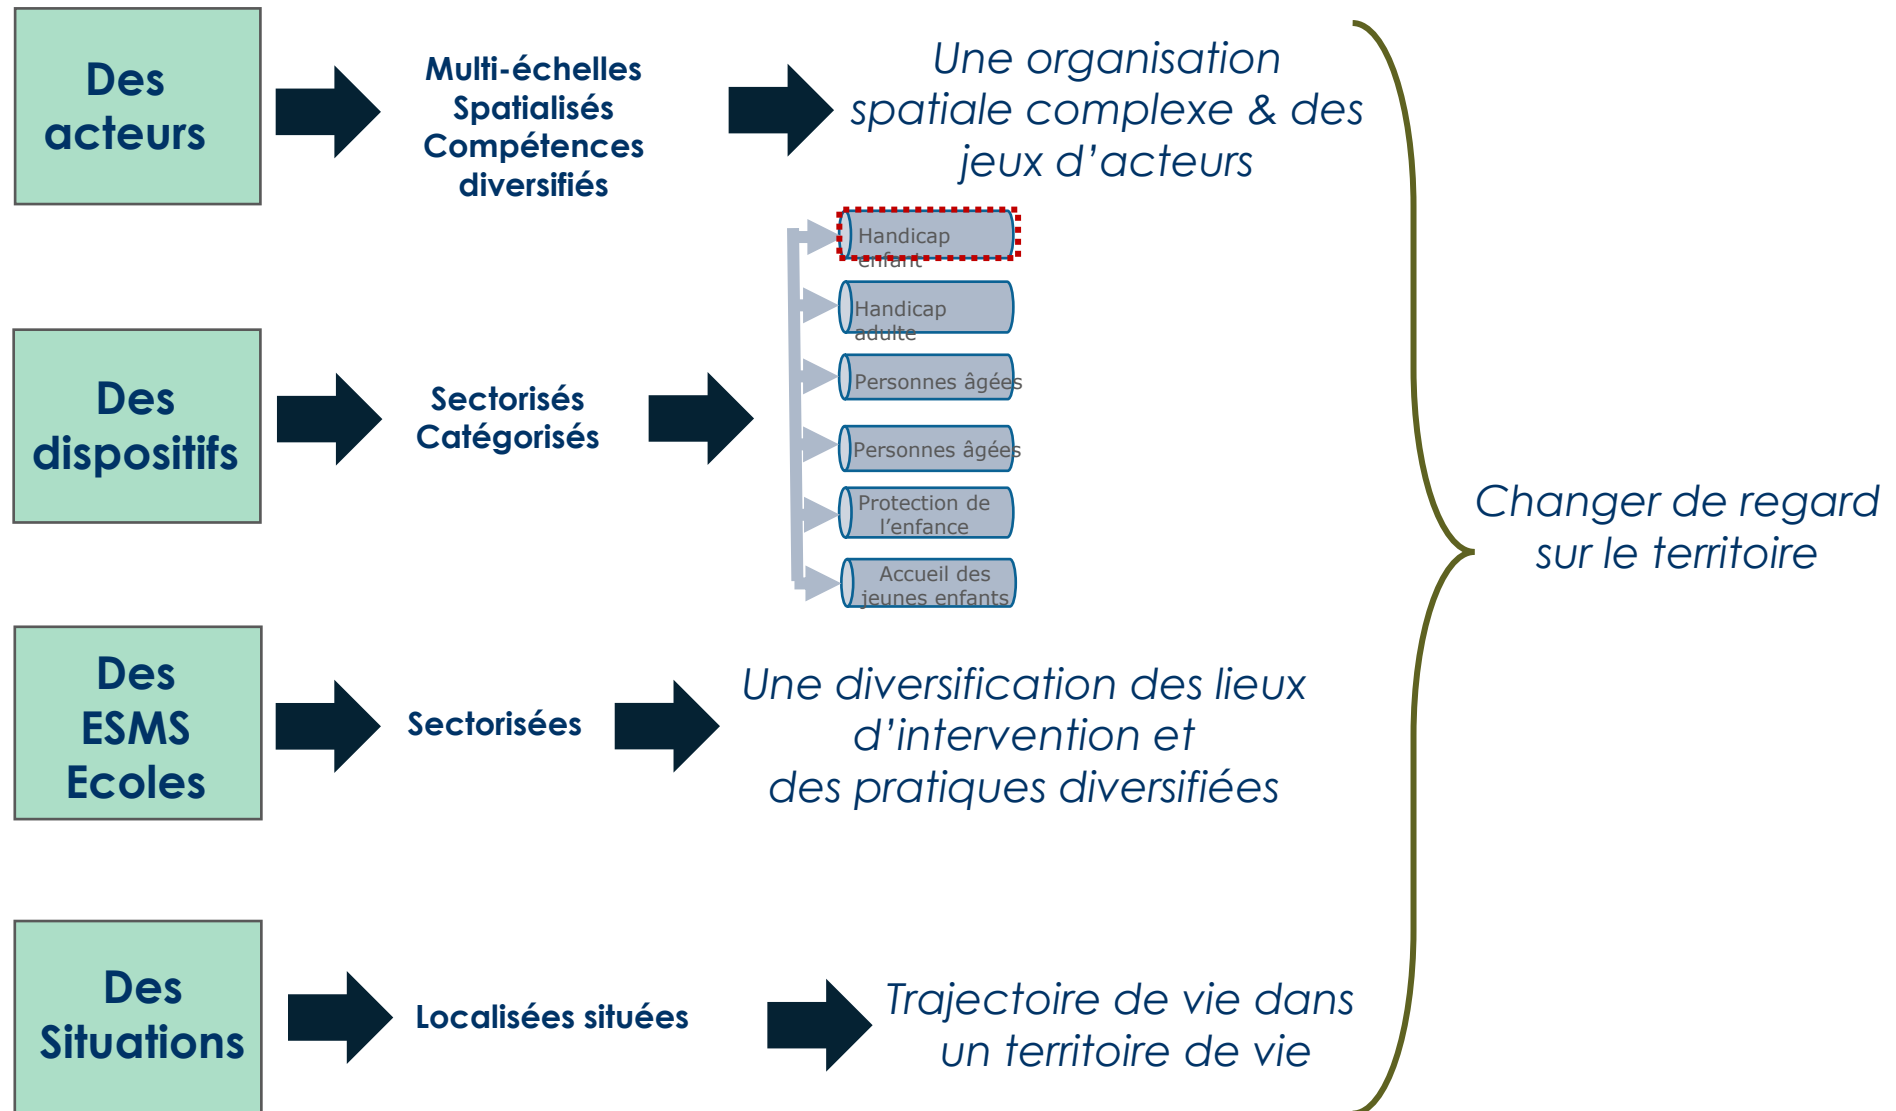 Des
acteurs
Multi-échelles
Spatialisés
Compétences
diversifiés
Une organisation
spatiale complexe & des
jeux d’acteurs
Des
dispositifs
Sectorisés
Catégorisés
Handicap
enfant
Handicap
adulte
Personnes âgées
Personnes âgées
Protection de
l’enfance
Accueil des
jeunes enfants
Des
ESMS
Ecoles
Sectorisées
Une diversification des lieux
d’intervention et
des pratiques diversifiées
Des
Situations
Localisées situées
Trajectoire de vie dans
un territoire de vie
Changer de regard
sur le territoire